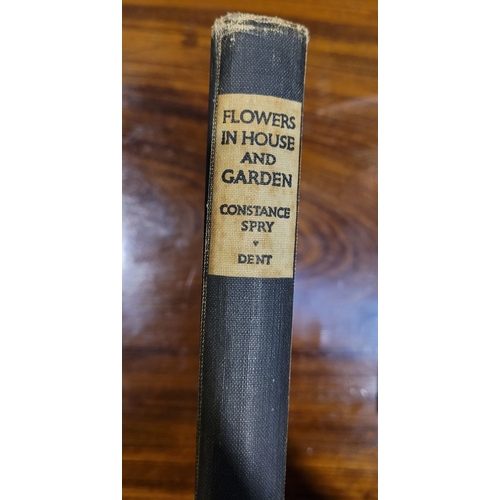 FLOWERS
IN HOUSE
AND
GARDEN
CONSTANCE
SPRY
DENT